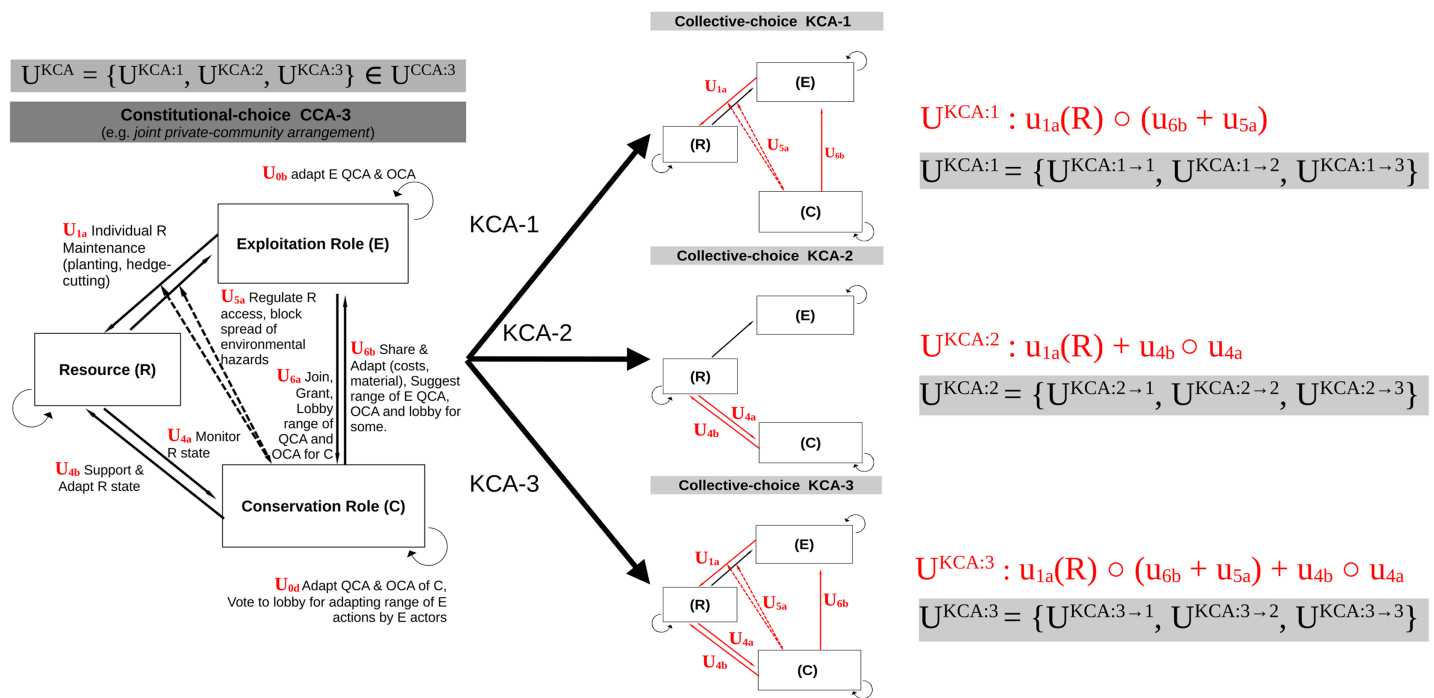 U^KCA = {U^KCA:1, U^KCA:2, U^KCA:3} ∈ U^CCA:3
Constitutional-choice CCA-3
(e.g. joint private-community arrangement)
U0b adapt E QCA & OCA
Exploitation Role (E)
U1a Individual R
Maintenance
(planting, hedge-
cutting)
U5a Regulate R
access, block
spread of
environmental
hazards
Resource (R)
U6a Join,
Grant,
Lobby
range of
QCA and
OCA for C
U6b Share &
Adapt (costs,
material), Suggest
range of E QCA,
OCA and lobby for
some.
U4a Monitor
R state
U4b Support &
Adapt R state
Conservation Role (C)
U0d Adapt QCA & OCA of C,
Vote to lobby for adapting range of E
actions by E actors
KCA-1
KCA-2
KCA-3
Collective-choice KCA-1
(E)
U1a
(R)
U5a
U6b
(C)
Collective-choice KCA-2
(E)
(R)
U4a
U4b
(C)
Collective-choice KCA-3
(E)
U1a
(R)
U5a
U6b
U4a
U4b
(C)
U^KCA:1 : u1a(R) ○ (u6b + u5a)
U^KCA:1 = {U^KCA:1→1, U^KCA:1→2, U^KCA:1→3}
U^KCA:2 : u1a(R) + u4b ○ u4a
U^KCA:2 = {U^KCA:2→1, U^KCA:2→2, U^KCA:2→3}
U^KCA:3 : u1a(R) ○ (u6b + u5a) + u4b ○ u4a
U^KCA:3 = {U^KCA:3→1, U^KCA:3→2, U^KCA:3→3}